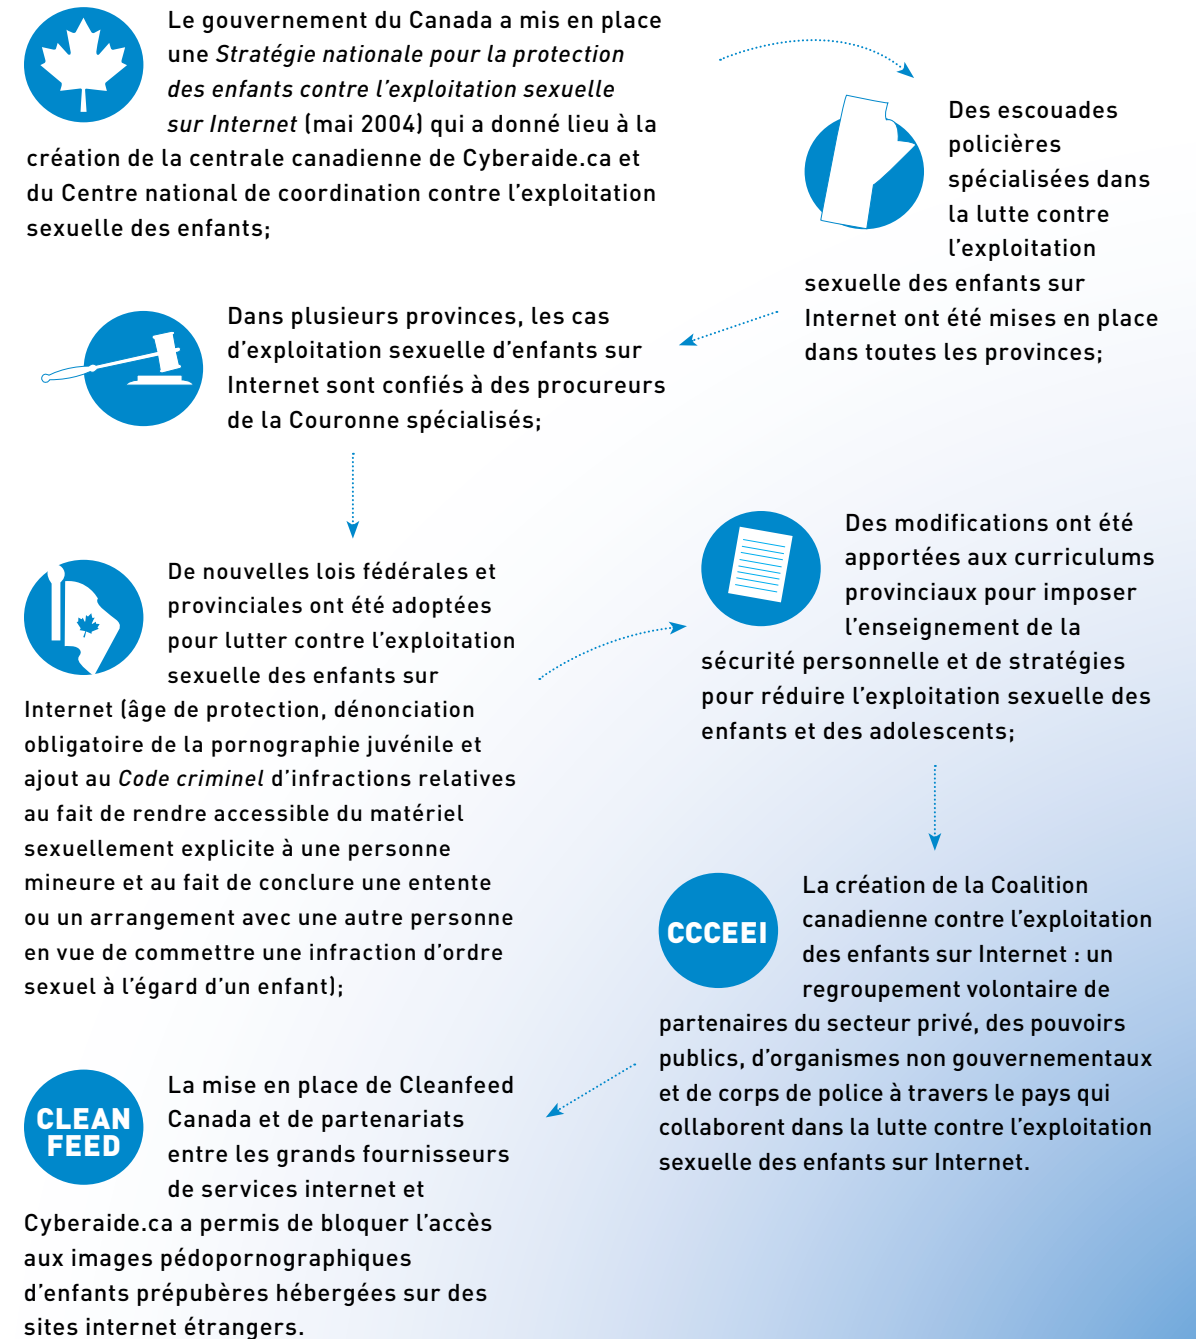 Le gouvernement du Canada a mis en place
une Stratégie nationale pour la protection
des enfants contre l'exploitation sexuelle
sur Internet (mai 2004) qui a donné lieu à la
création de la centrale canadienne de Cyberaide.ca et
du Centre national de coordination contre l'exploitation
sexuelle des enfants;
Des escouades
policières
spécialisées dans
la lutte contre
l'exploitation
sexuelle des enfants sur
Internet ont été mises en place
dans toutes les provinces;
Dans plusieurs provinces, les cas
d'exploitation sexuelle d'enfants sur
Internet sont confiés à des procureurs
de la Couronne spécialisés;
De nouvelles lois fédérales et
provinciales ont été adoptées
pour lutter contre l'exploitation
sexuelle des enfants sur
Internet (âge de protection, dénonciation
obligatoire de la pornographie juvénile et
ajout au Code criminel d'infractions relatives
au fait de rendre accessible du matériel
sexuellement explicite à une personne
mineure et au fait de conclure une entente
ou un arrangement avec une autre personne
en vue de commettre une infraction d'ordre
sexuel à l'égard d'un enfant);
Des modifications ont été
apportées aux curriculums
provinciaux pour imposer
l'enseignement de la
sécurité personnelle et de stratégies
pour réduire l'exploitation sexuelle des
enfants et des adolescents;
CCCEEI
La création de la Coalition
canadienne contre l'exploitation
des enfants sur Internet : un
regroupement volontaire de
partenaires du secteur privé, des pouvoirs
publics, d'organismes non gouvernementaux
et de corps de police à travers le pays qui
collaborent dans la lutte contre l'exploitation
sexuelle des enfants sur Internet.
CLEAN
FEED
La mise en place de Cleanfeed
Canada et de partenariats
entre les grands fournisseurs
de services internet et
Cyberaide.ca a permis de bloquer l'accès
aux images pédopornographiques
d'enfants prépubères hébergées sur des
sites internet étrangers.